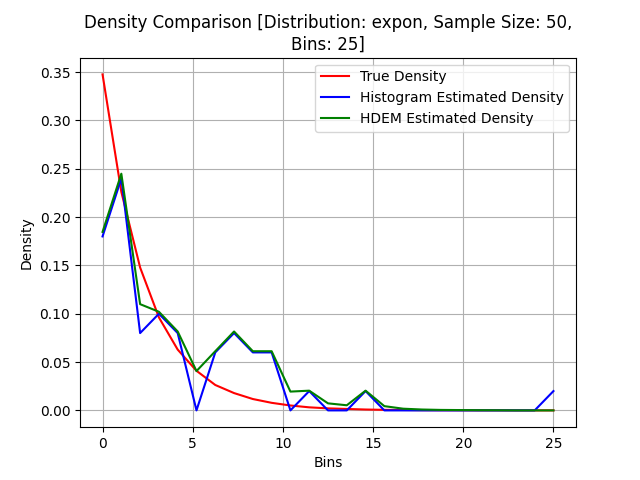 Density Comparison [Distribution: expon, Sample Size: 50,
Bins: 25]
True Density
Histogram Estimated Density
HDEM Estimated Density
Density
0.35
0.30
0.25
0.20
0.15
0.10
0.05
0.00
0 5 10 15 20 25
Bins